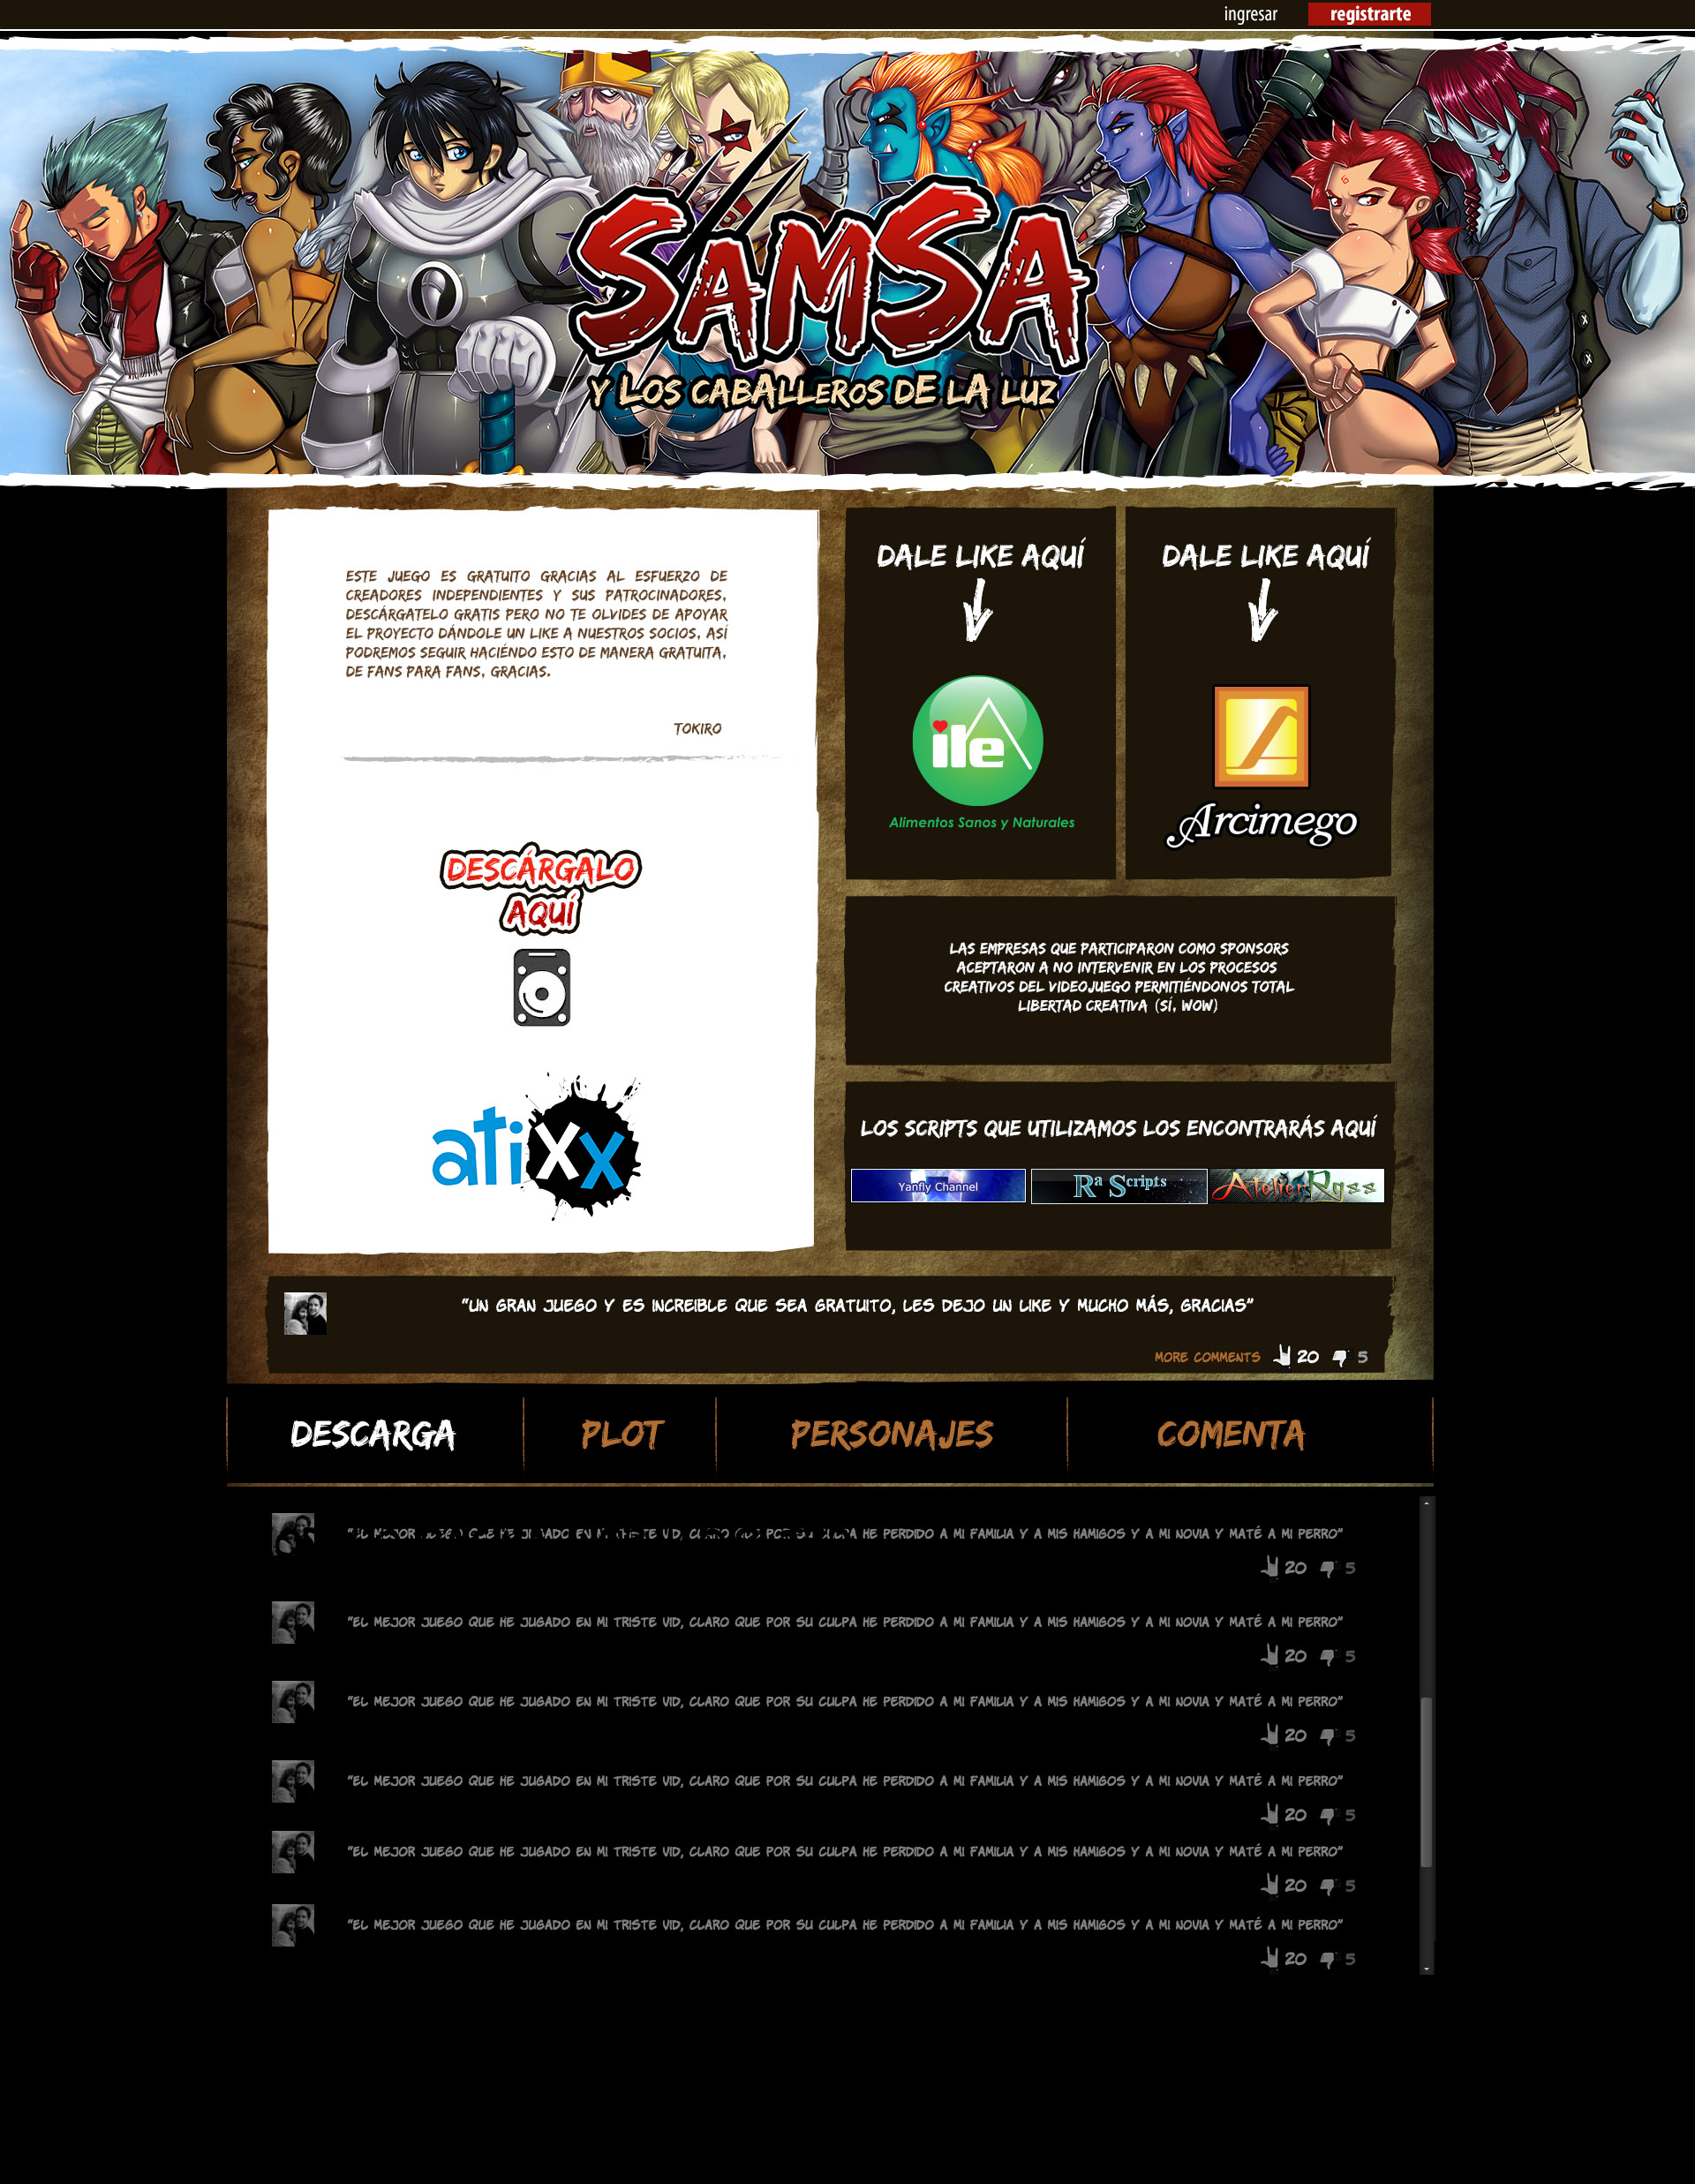 ingresar
registrarte
SAMSA
Y LOS CABALLEROS DE LA LUZ
ESTE JUEGO ES GRATUITO GRACIAS AL ESFUERZO DE
CREADORES INDEPENDIENTES Y SUS PATROCINADORES,
DESCÁRGATELO GRATIS PERO NO TE OLVIDES DE APOYAR
EL PROYECTO DÁNDOLE UN LIKE A NUESTROS SOCIOS, ASÍ
PODREMOS SEGUIR HACIÉNDO ESTO DE MANERA GRATUITA,
DE FANS PARA FANS, GRACIAS.
TOKIRO
DESCÁRGALO
AQUÍ
atixx
DALE LIKE AQUÍ
ile
Alimentos Sanos y Naturales
DALE LIKE AQUÍ
Arcimego
LAS EMPRESAS QUE PARTICIPARON COMO SPONSORS
ACEPTARON A NO INTERVENIR EN LOS PROCESOS
CREATIVOS DEL VIDEOJUEGO PERMITIÉNDONOS TOTAL
LIBERTAD CREATIVA (SÍ, WOW)
LOS SCRIPTS QUE UTILIZAMOS LOS ENCONTRARÁS AQUÍ
Yanfly Channel
Ra Scripts
Atelier Rgss
"UN GRAN JUEGO Y ES INCREIBLE QUE SEA GRATUITO, LES DEJO UN LIKE Y MUCHO MÁS, GRACIAS"
MORE COMMENTS 20 5
DESCARGA PLOT PERSONAJES COMENTA
"EL MEJOR JUEGO QUE HE JUGADO EN MI TRISTE VID, CLARO QUE POR SU CULPA HE PERDIDO A MI FAMILIA Y A MIS HAMIGOS Y A MI NOVIA Y MATÉ A MI PERRO"
20 5
"EL MEJOR JUEGO QUE HE JUGADO EN MI TRISTE VID, CLARO QUE POR SU CULPA HE PERDIDO A MI FAMILIA Y A MIS HAMIGOS Y A MI NOVIA Y MATÉ A MI PERRO"
20 5
"EL MEJOR JUEGO QUE HE JUGADO EN MI TRISTE VID, CLARO QUE POR SU CULPA HE PERDIDO A MI FAMILIA Y A MIS HAMIGOS Y A MI NOVIA Y MATÉ A MI PERRO"
20 5
"EL MEJOR JUEGO QUE HE JUGADO EN MI TRISTE VID, CLARO QUE POR SU CULPA HE PERDIDO A MI FAMILIA Y A MIS HAMIGOS Y A MI NOVIA Y MATÉ A MI PERRO"
20 5
"EL MEJOR JUEGO QUE HE JUGADO EN MI TRISTE VID, CLARO QUE POR SU CULPA HE PERDIDO A MI FAMILIA Y A MIS HAMIGOS Y A MI NOVIA Y MATÉ A MI PERRO"
20 5
"EL MEJOR JUEGO QUE HE JUGADO EN MI TRISTE VID, CLARO QUE POR SU CULPA HE PERDIDO A MI FAMILIA Y A MIS HAMIGOS Y A MI NOVIA Y MATÉ A MI PERRO"
20 5